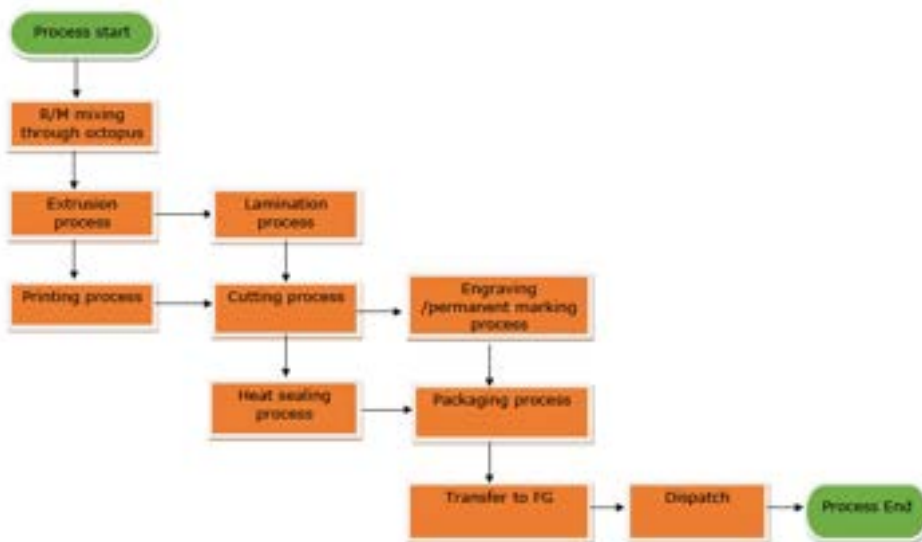 Process start
R/M mixing
through octopus
Extrusion
process
Lamination
process
Printing process
Cutting process
Engraving
/permanent marking
process
Heat sealing
process
Packaging process
Transfer to FG
Dispatch
Process End